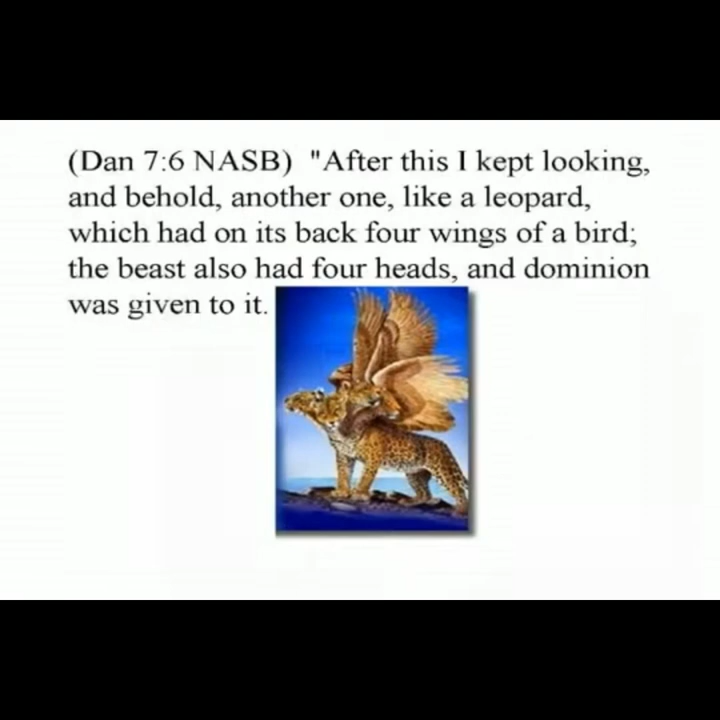 (Dan 7:6 NASB)  "After this I kept looking,
and behold, another one, like a leopard,
which had on its back four wings of a bird;
the beast also had four heads, and dominion
was given to it.